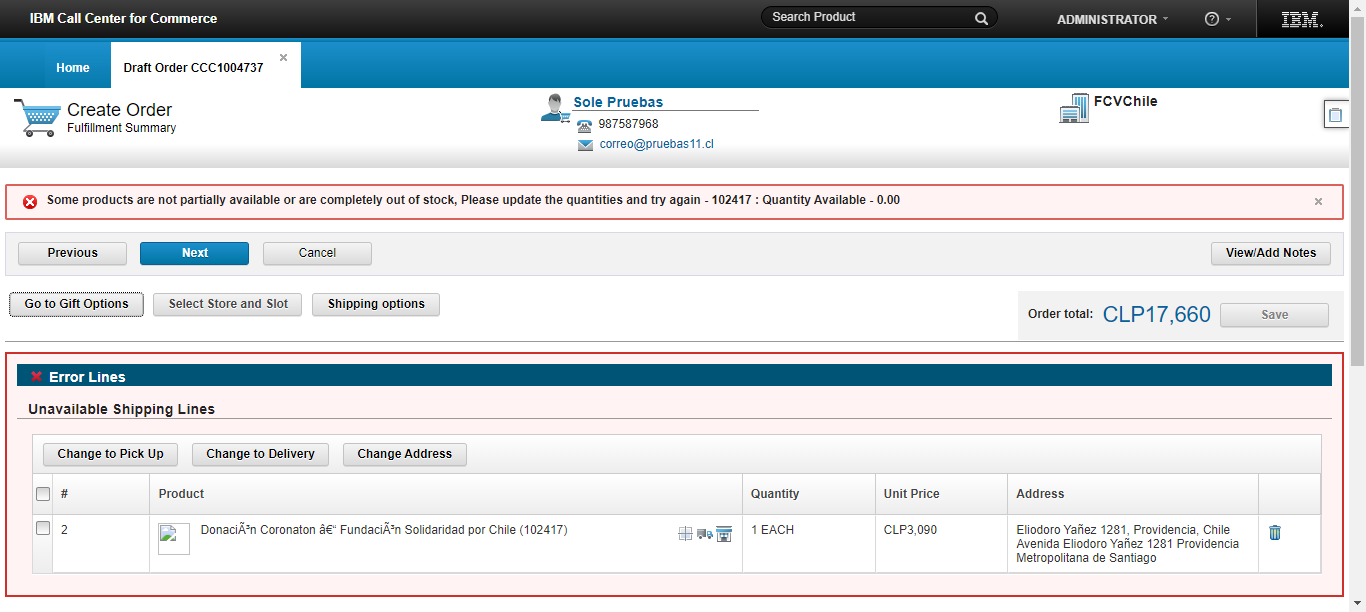 IBM Call Center for Commerce
Search Product
ADMINISTRATOR
?
IBM.
Home
Draft Order CCC1004737
Create Order
Fulfillment Summary
Sole Pruebas
987587968
correo@pruebas11.cl
FCVChile
Some products are not partially available or are completely out of stock, Please update the quantities and try again - 102417 : Quantity Available - 0.00
Previous
Next
Cancel
View/Add Notes
Go to Gift Options
Select Store and Slot
Shipping options
Order total: CLP17,660
Save
Error Lines
Unavailable Shipping Lines
Change to Pick Up
Change to Delivery
Change Address
# Product Quantity Unit Price Address
2 DonaciÃ³n Coronaton â€“ FundaciÃ³n Solidaridad por Chile (102417) 1 EACH CLP3,090 Eliodoro Yañez 1281, Providencia, Chile
Avenida Eliodoro Yañez 1281 Providencia
Metropolitana de Santiago